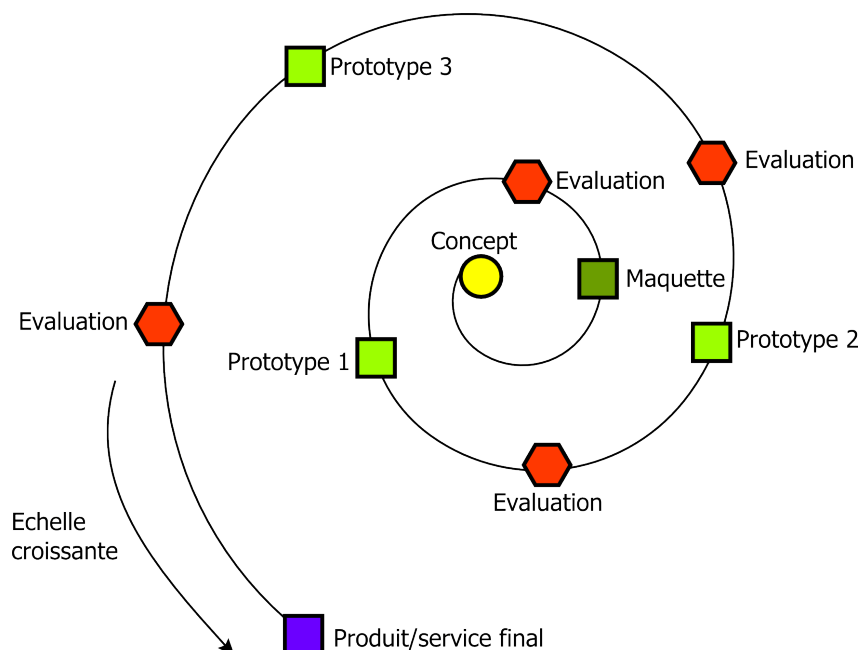 Prototype 3
Evaluation
Evaluation
Concept
Maquette
Evaluation
Prototype 2
Prototype 1
Evaluation
Echelle
croissante
Produit/service final